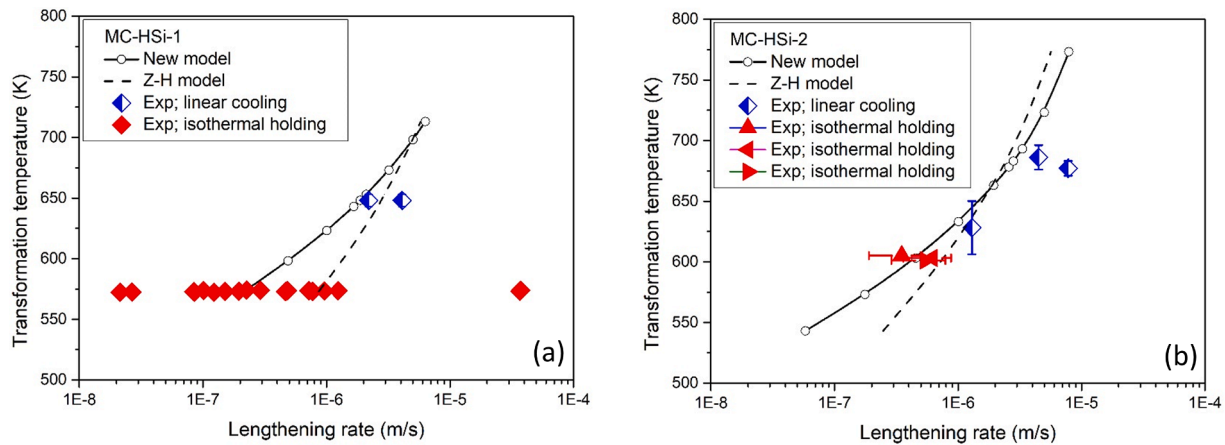 800
750
700
650
600
550
500
Transformation temperature (K)
MC-HSi-1
New model
Z-H model
Exp; linear cooling
Exp; isothermal holding
(a)
1E-8 1E-7 1E-6 1E-5 1E-4
Lengthening rate (m/s)
800
750
700
650
600
550
500
Transformation temperature (K)
MC-HSi-2
New model
Z-H model
Exp; linear cooling
Exp; isothermal holding
Exp; isothermal holding
Exp; isothermal holding
(b)
1E-8 1E-7 1E-6 1E-5 1E-4
Lengthening rate (m/s)